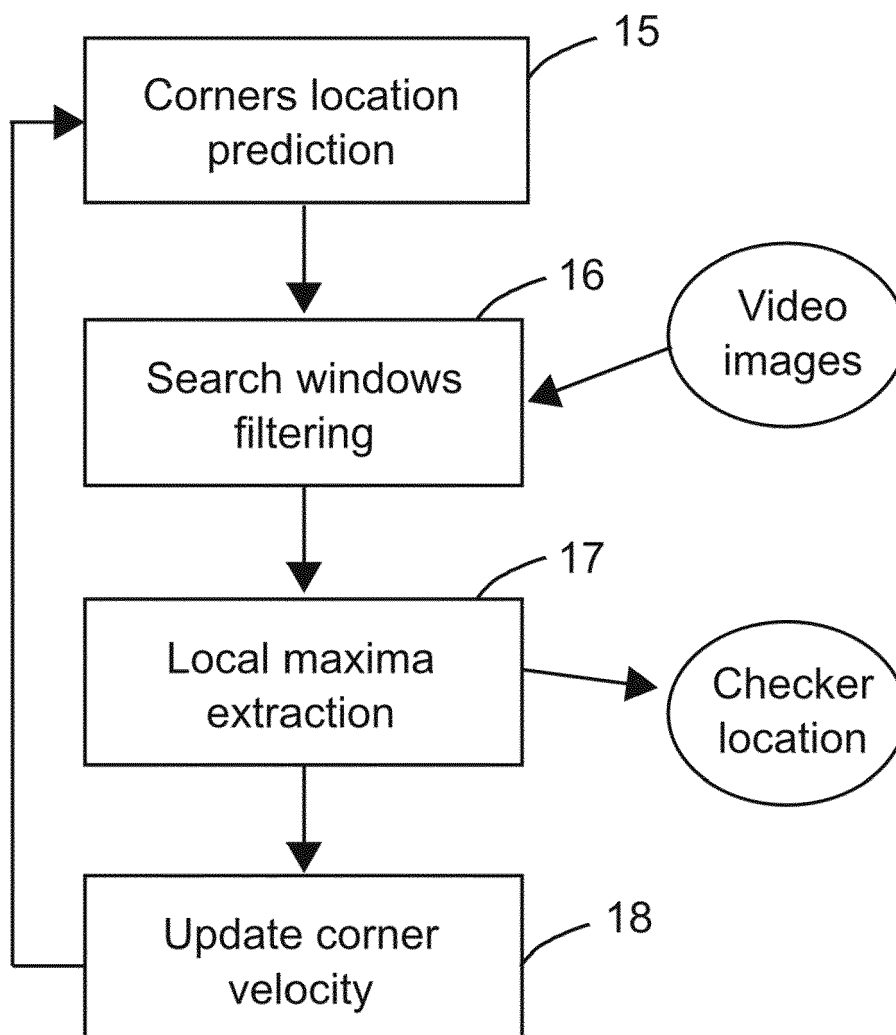 15
Corners location
prediction
16
Video
images
Search windows
filtering
17
Local maxima
extraction
Checker
location
18
Update corner
velocity